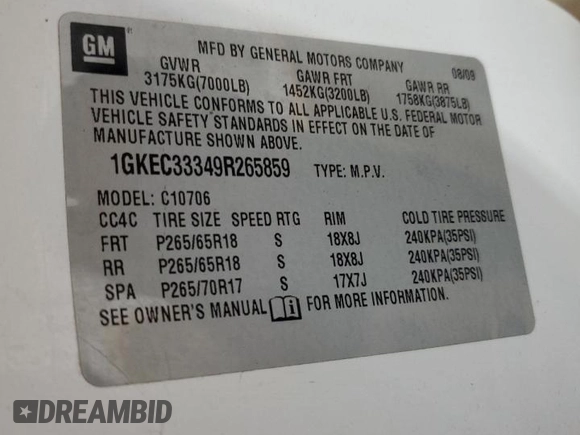 GM
MFD BY GENERAL MOTORS COMPANY 08/09
GVWR GAWR FRT GAWR RR
3175KG(7000LB) 1452KG(3200LB) 1758KG(3875LB)
THIS VEHICLE CONFORMS TO ALL APPLICABLE U.S. FEDERAL MOTOR
VEHICLE SAFETY STANDARDS IN EFFECT ON THE DATE OF
MANUFACTURE SHOWN ABOVE.
1GKEC33349R265859 TYPE: M.P.V.
MODEL: C10706
CC4C TIRE SIZE SPEED RTG RIM COLD TIRE PRESSURE
FRT P265/65R18 S 18X8J 240KPA(35PSI)
RR P265/65R18 S 18X8J 240KPA(35PSI)
SPA P265/70R17 S 17X7J 240KPA(35PSI)
SEE OWNER'S MANUAL i FOR MORE INFORMATION.
DREAMBID